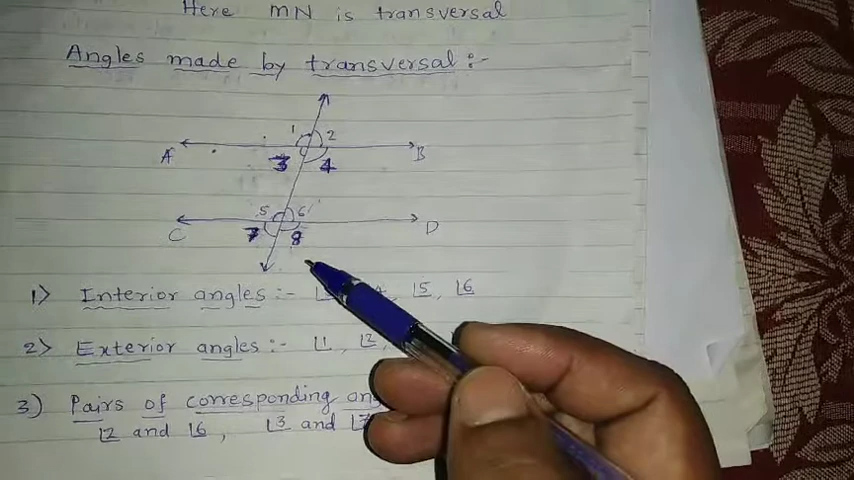 Here MN is transversal
Angles made by transversal :-
1 2
A B
3 4
5 6
C D
7 8
1) Interior angles :- ∠5, ∠6
2) Exterior angles :- ∠1, ∠2,
3) Pairs of corresponding
∠2 and ∠6, ∠3 and ∠7